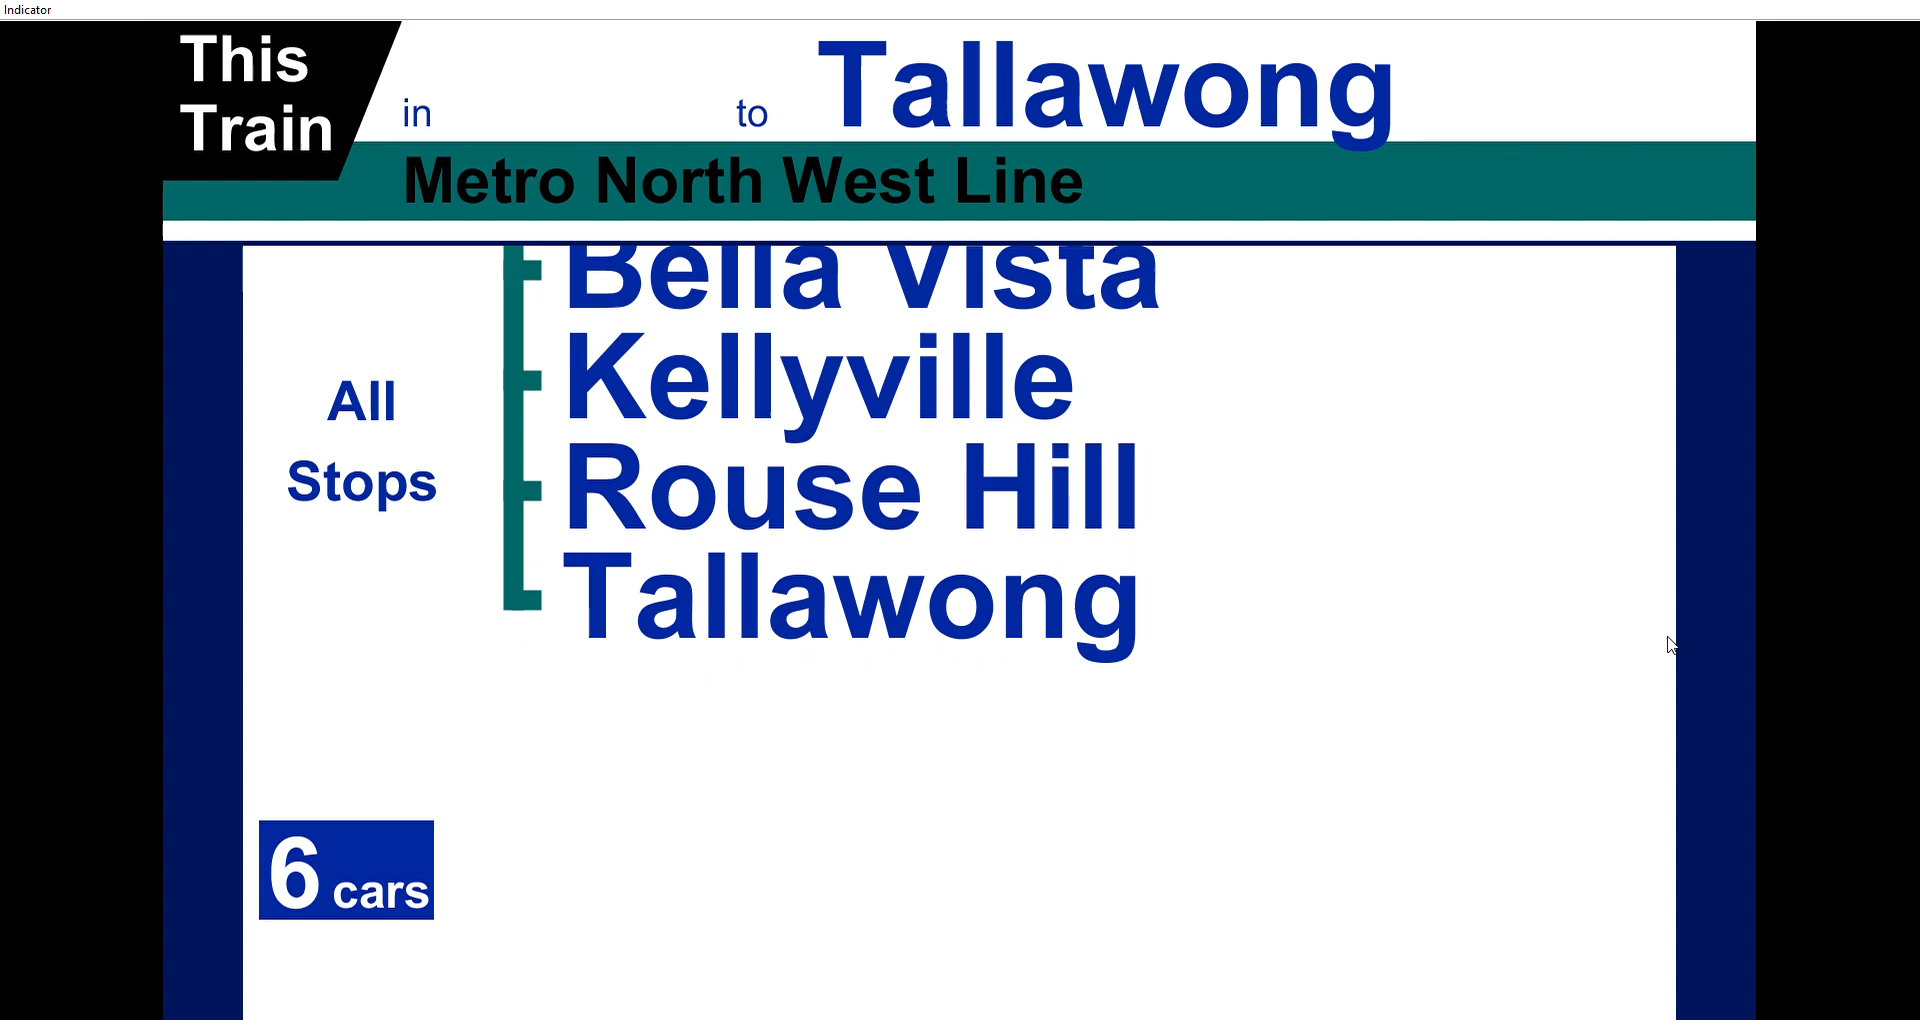 Indicator
This
Train
in to Tallawong
Metro North West Line
Bella Vista
Kellyville
All
Stops
Rouse Hill
Tallawong
6 cars